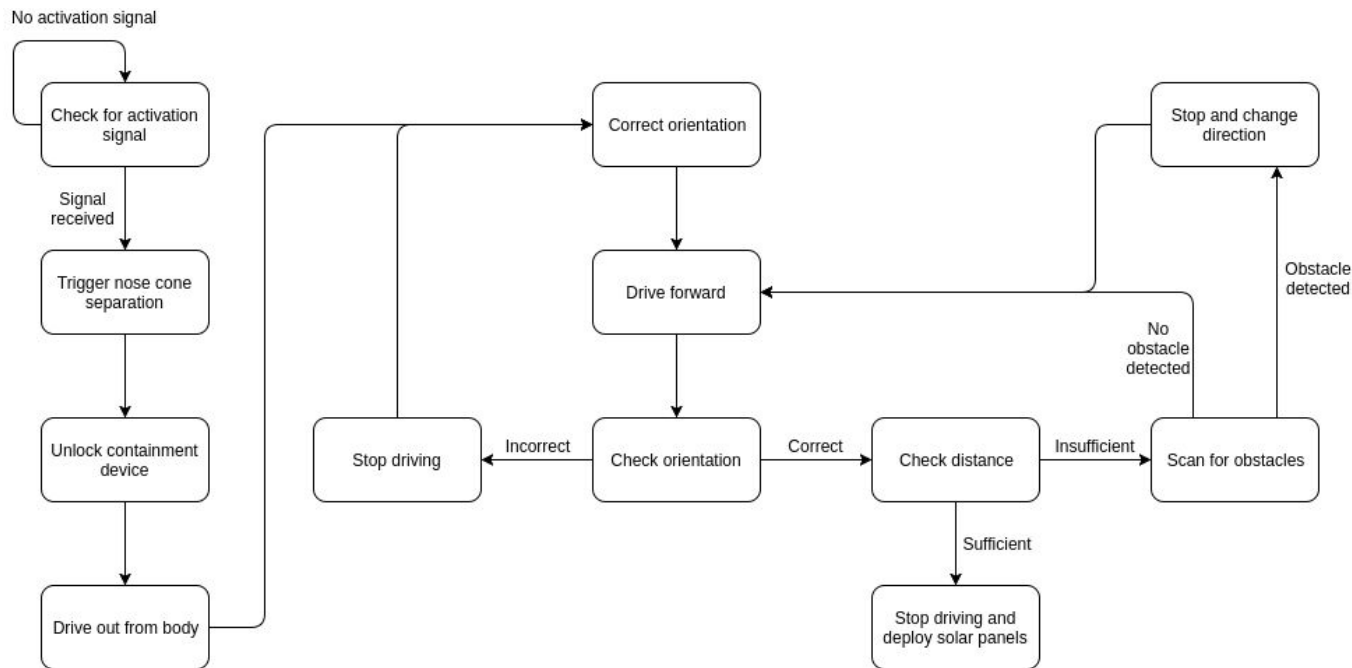 No activation signal
Check for activation
signal
Correct orientation
Stop and change
direction
Signal
received
Trigger nose cone
separation
Drive forward
Obstacle
detected
No
obstacle
detected
Unlock containment
device
Stop driving
Incorrect
Check orientation
Correct
Check distance
Insufficient
Scan for obstacles
Sufficient
Drive out from body
Stop driving and
deploy solar panels